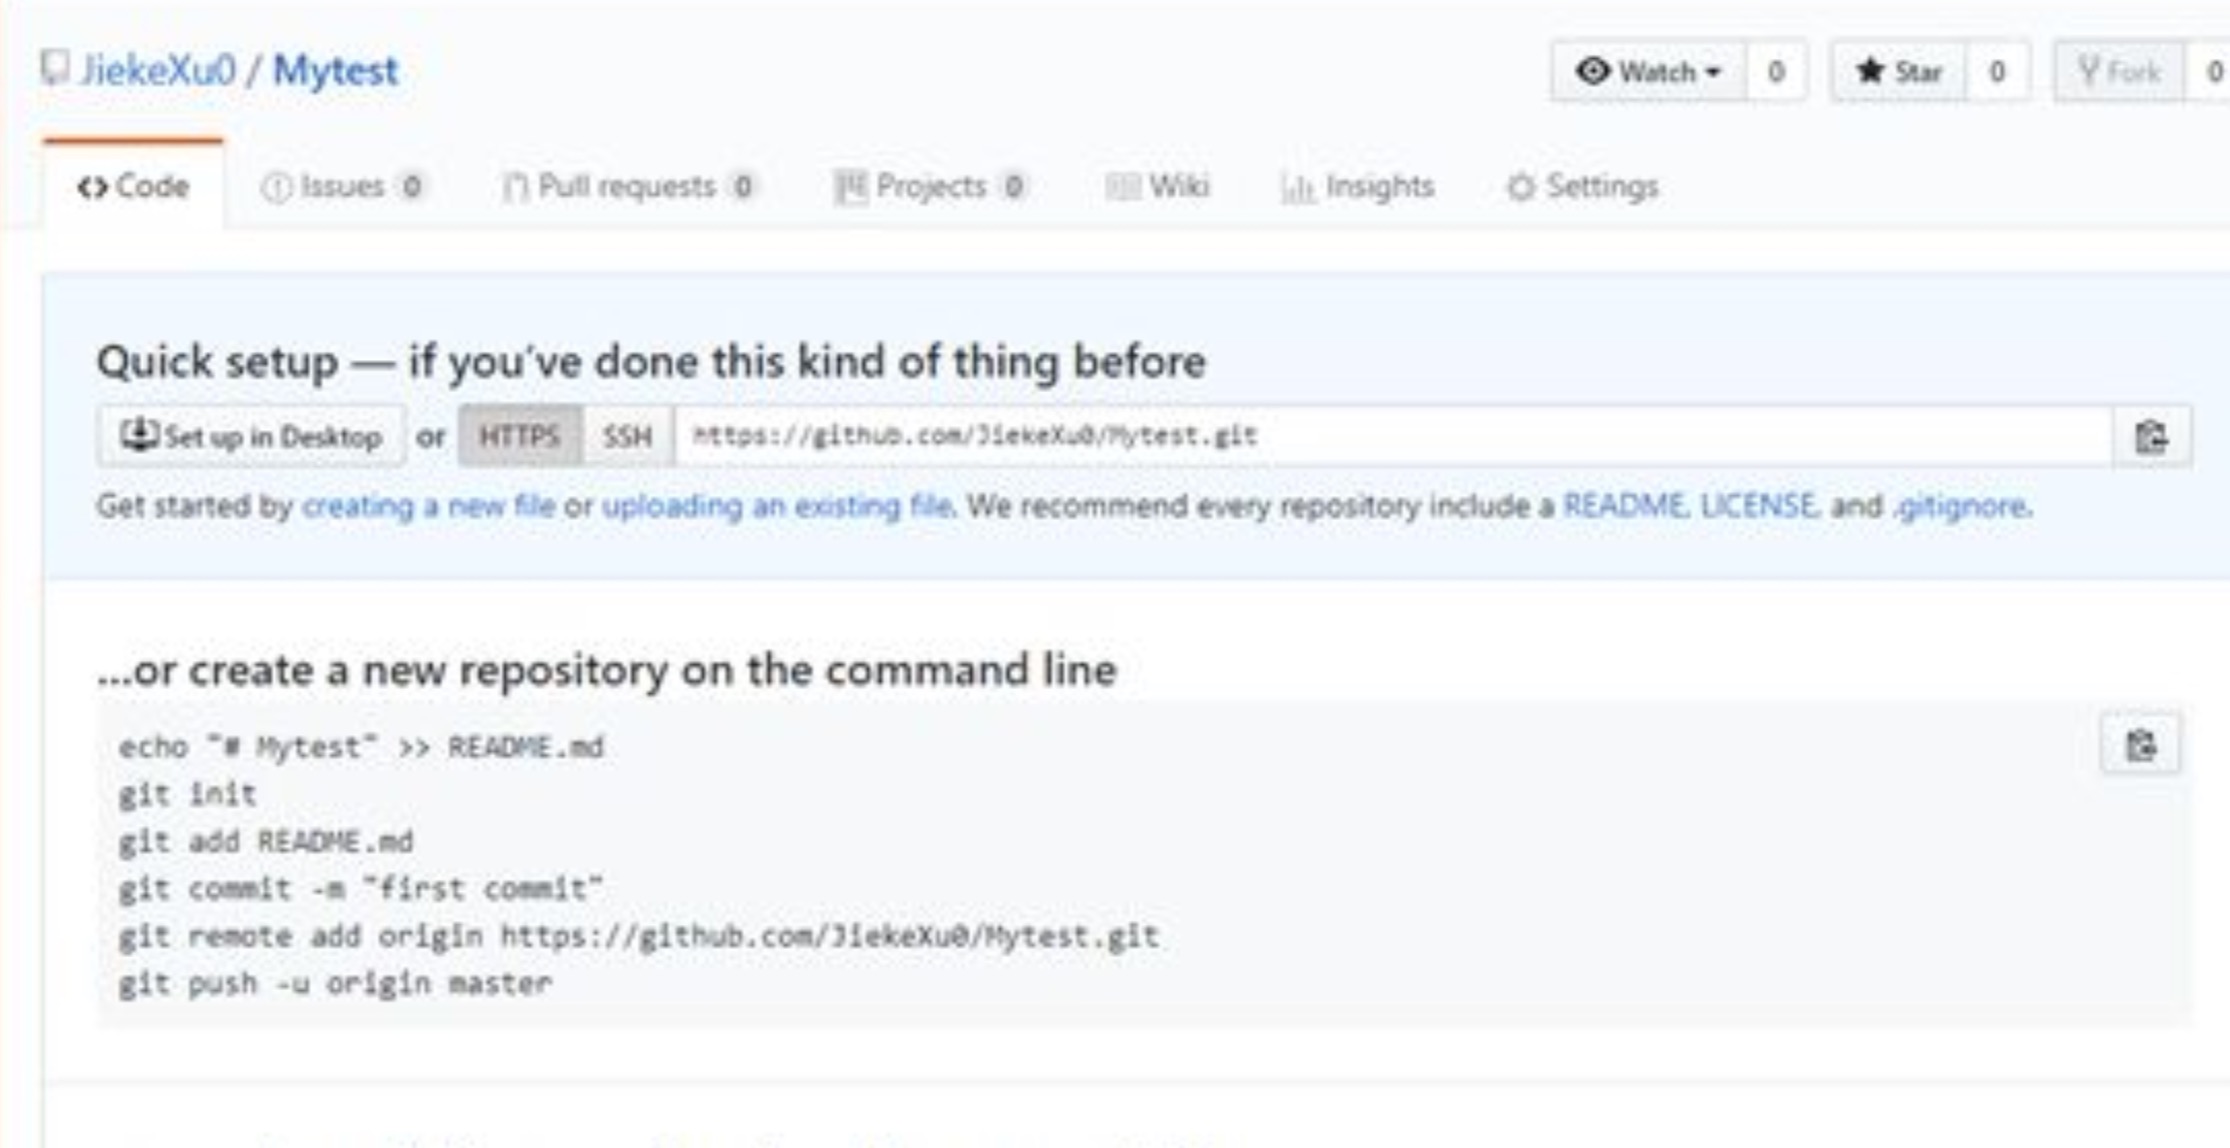 JiekeXu0 / Mytest
Watch 0 Star 0 Fork 0
Code Issues 0 Pull requests 0 Projects 0 Wiki Insights Settings
Quick setup — if you've done this kind of thing before
Set up in Desktop or HTTPS SSH https://github.com/JiekeXu0/Mytest.git
Get started by creating a new file or uploading an existing file. We recommend every repository include a README, LICENSE, and .gitignore.
...or create a new repository on the command line
echo "# Mytest" >> README.md
git init
git add README.md
git commit -m "first commit"
git remote add origin https://github.com/JiekeXu0/Mytest.git
git push -u origin master